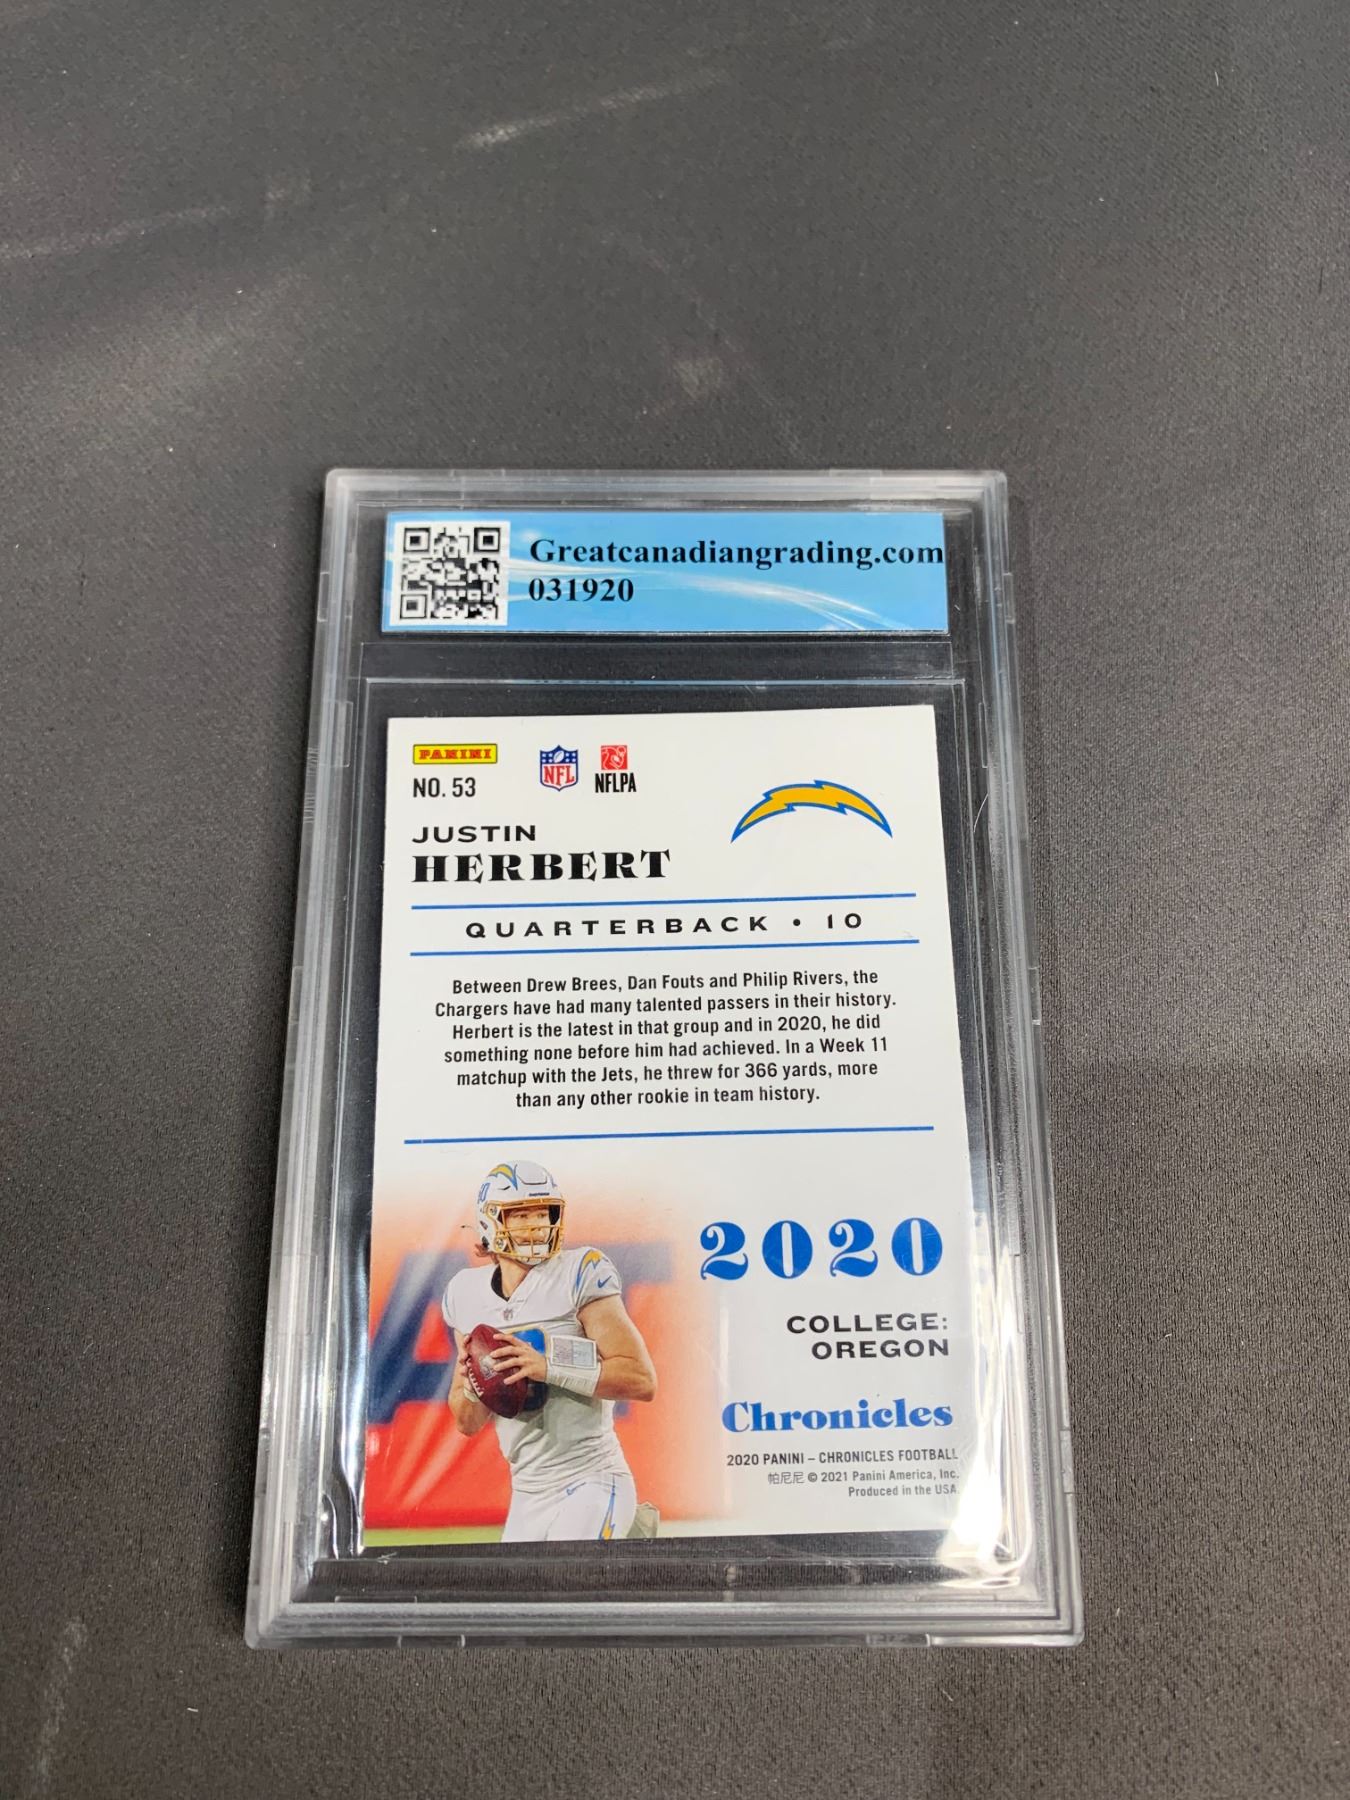 Greatcanadiangrading.com
031920
PANINI
NO. 53
NFL
NFLPA
JUSTIN
HERBERT
QUARTERBACK • 10
Between Drew Brees, Dan Fouts and Philip Rivers, the
Chargers have had many talented passers in their history.
Herbert is the latest in that group and in 2020, he did
something none before him had achieved. In a Week 11
matchup with the Jets, he threw for 366 yards, more
than any other rookie in team history.
2020
COLLEGE:
OREGON
Chronicles
2020 PANINI – CHRONICLES FOOTBALL
帕尼尼 © 2021 Panini America, Inc.
Produced in the USA.